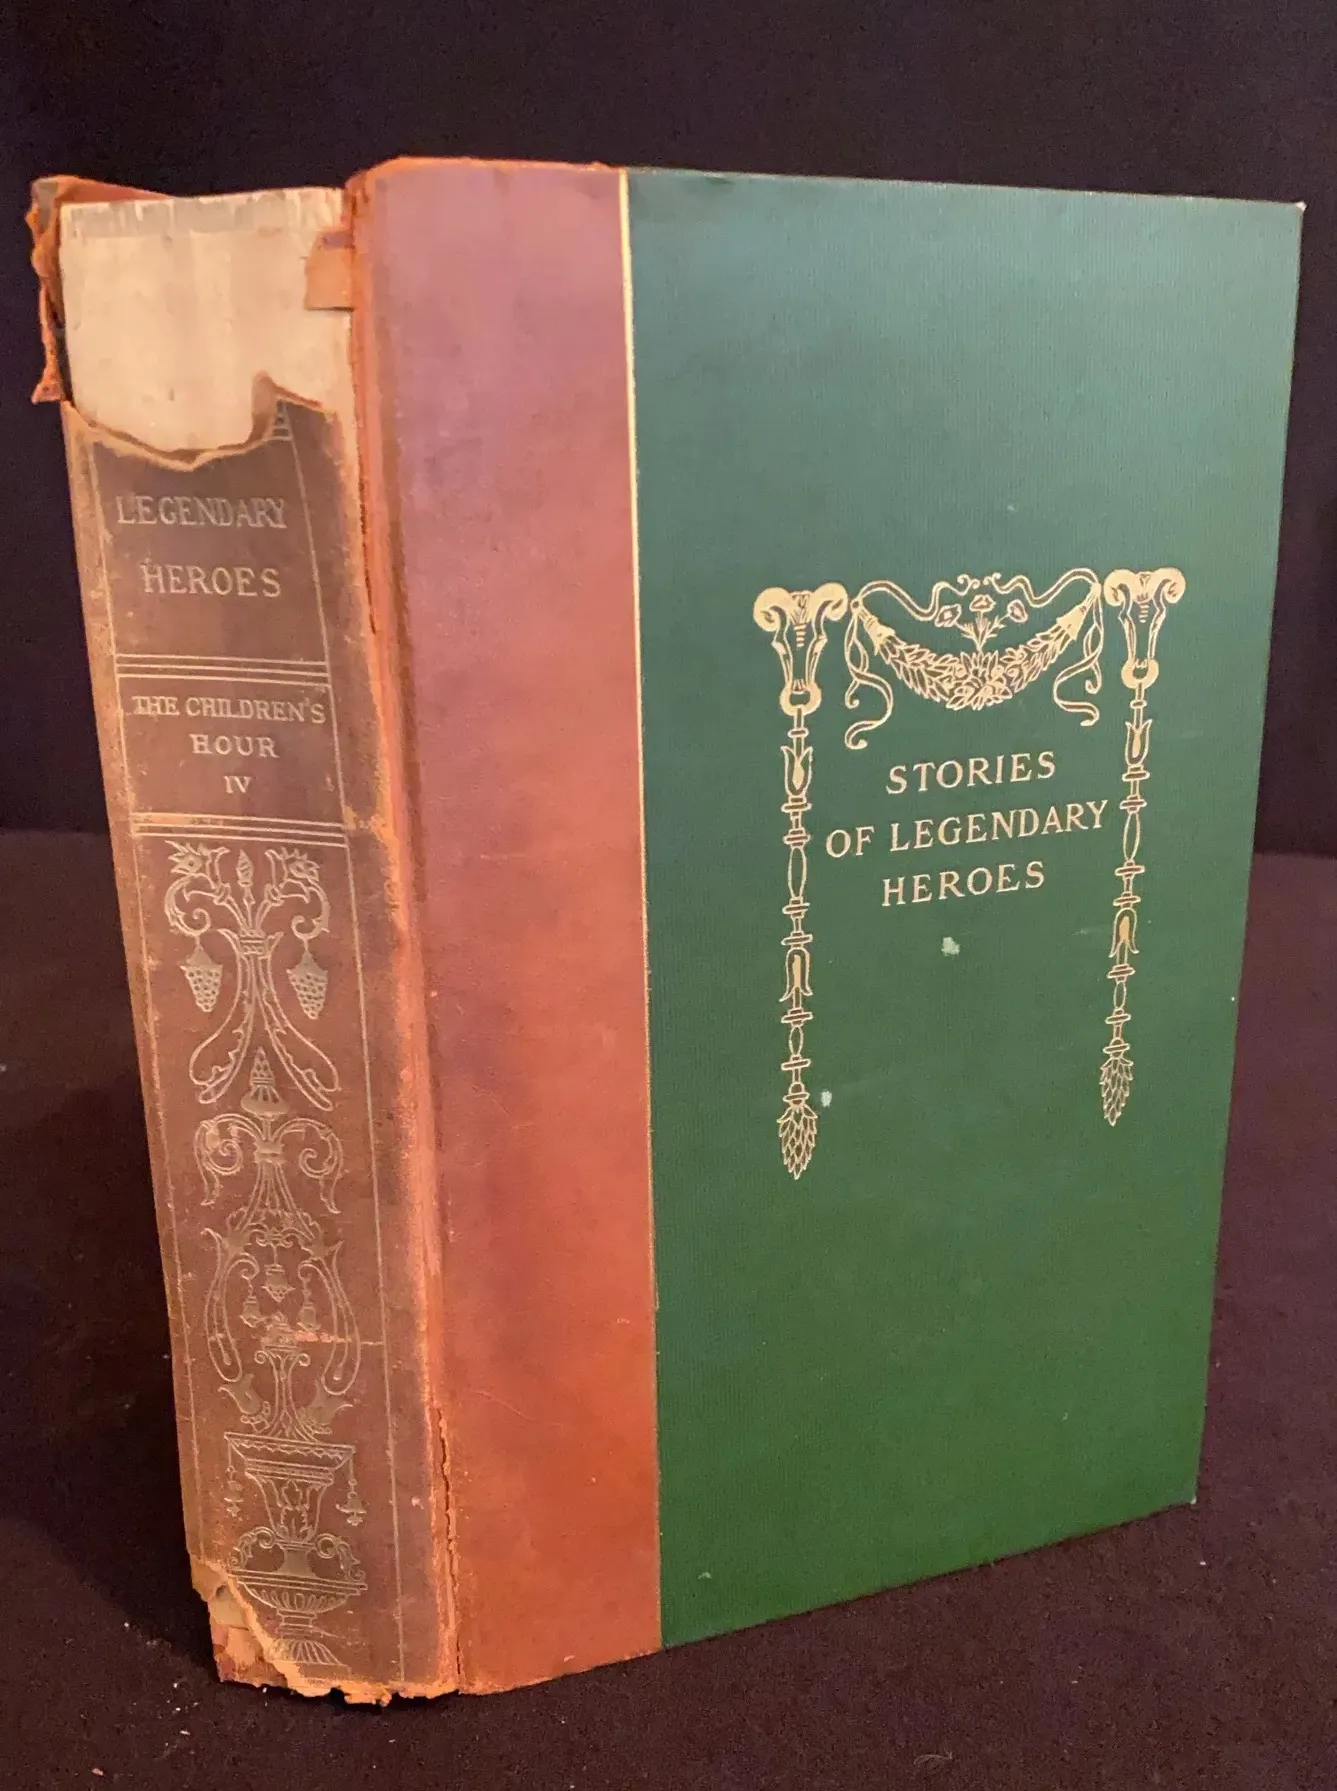 LEGENDARY
HEROES
THE CHILDREN'S
HOUR
IV
STORIES
OF LEGENDARY
HEROES